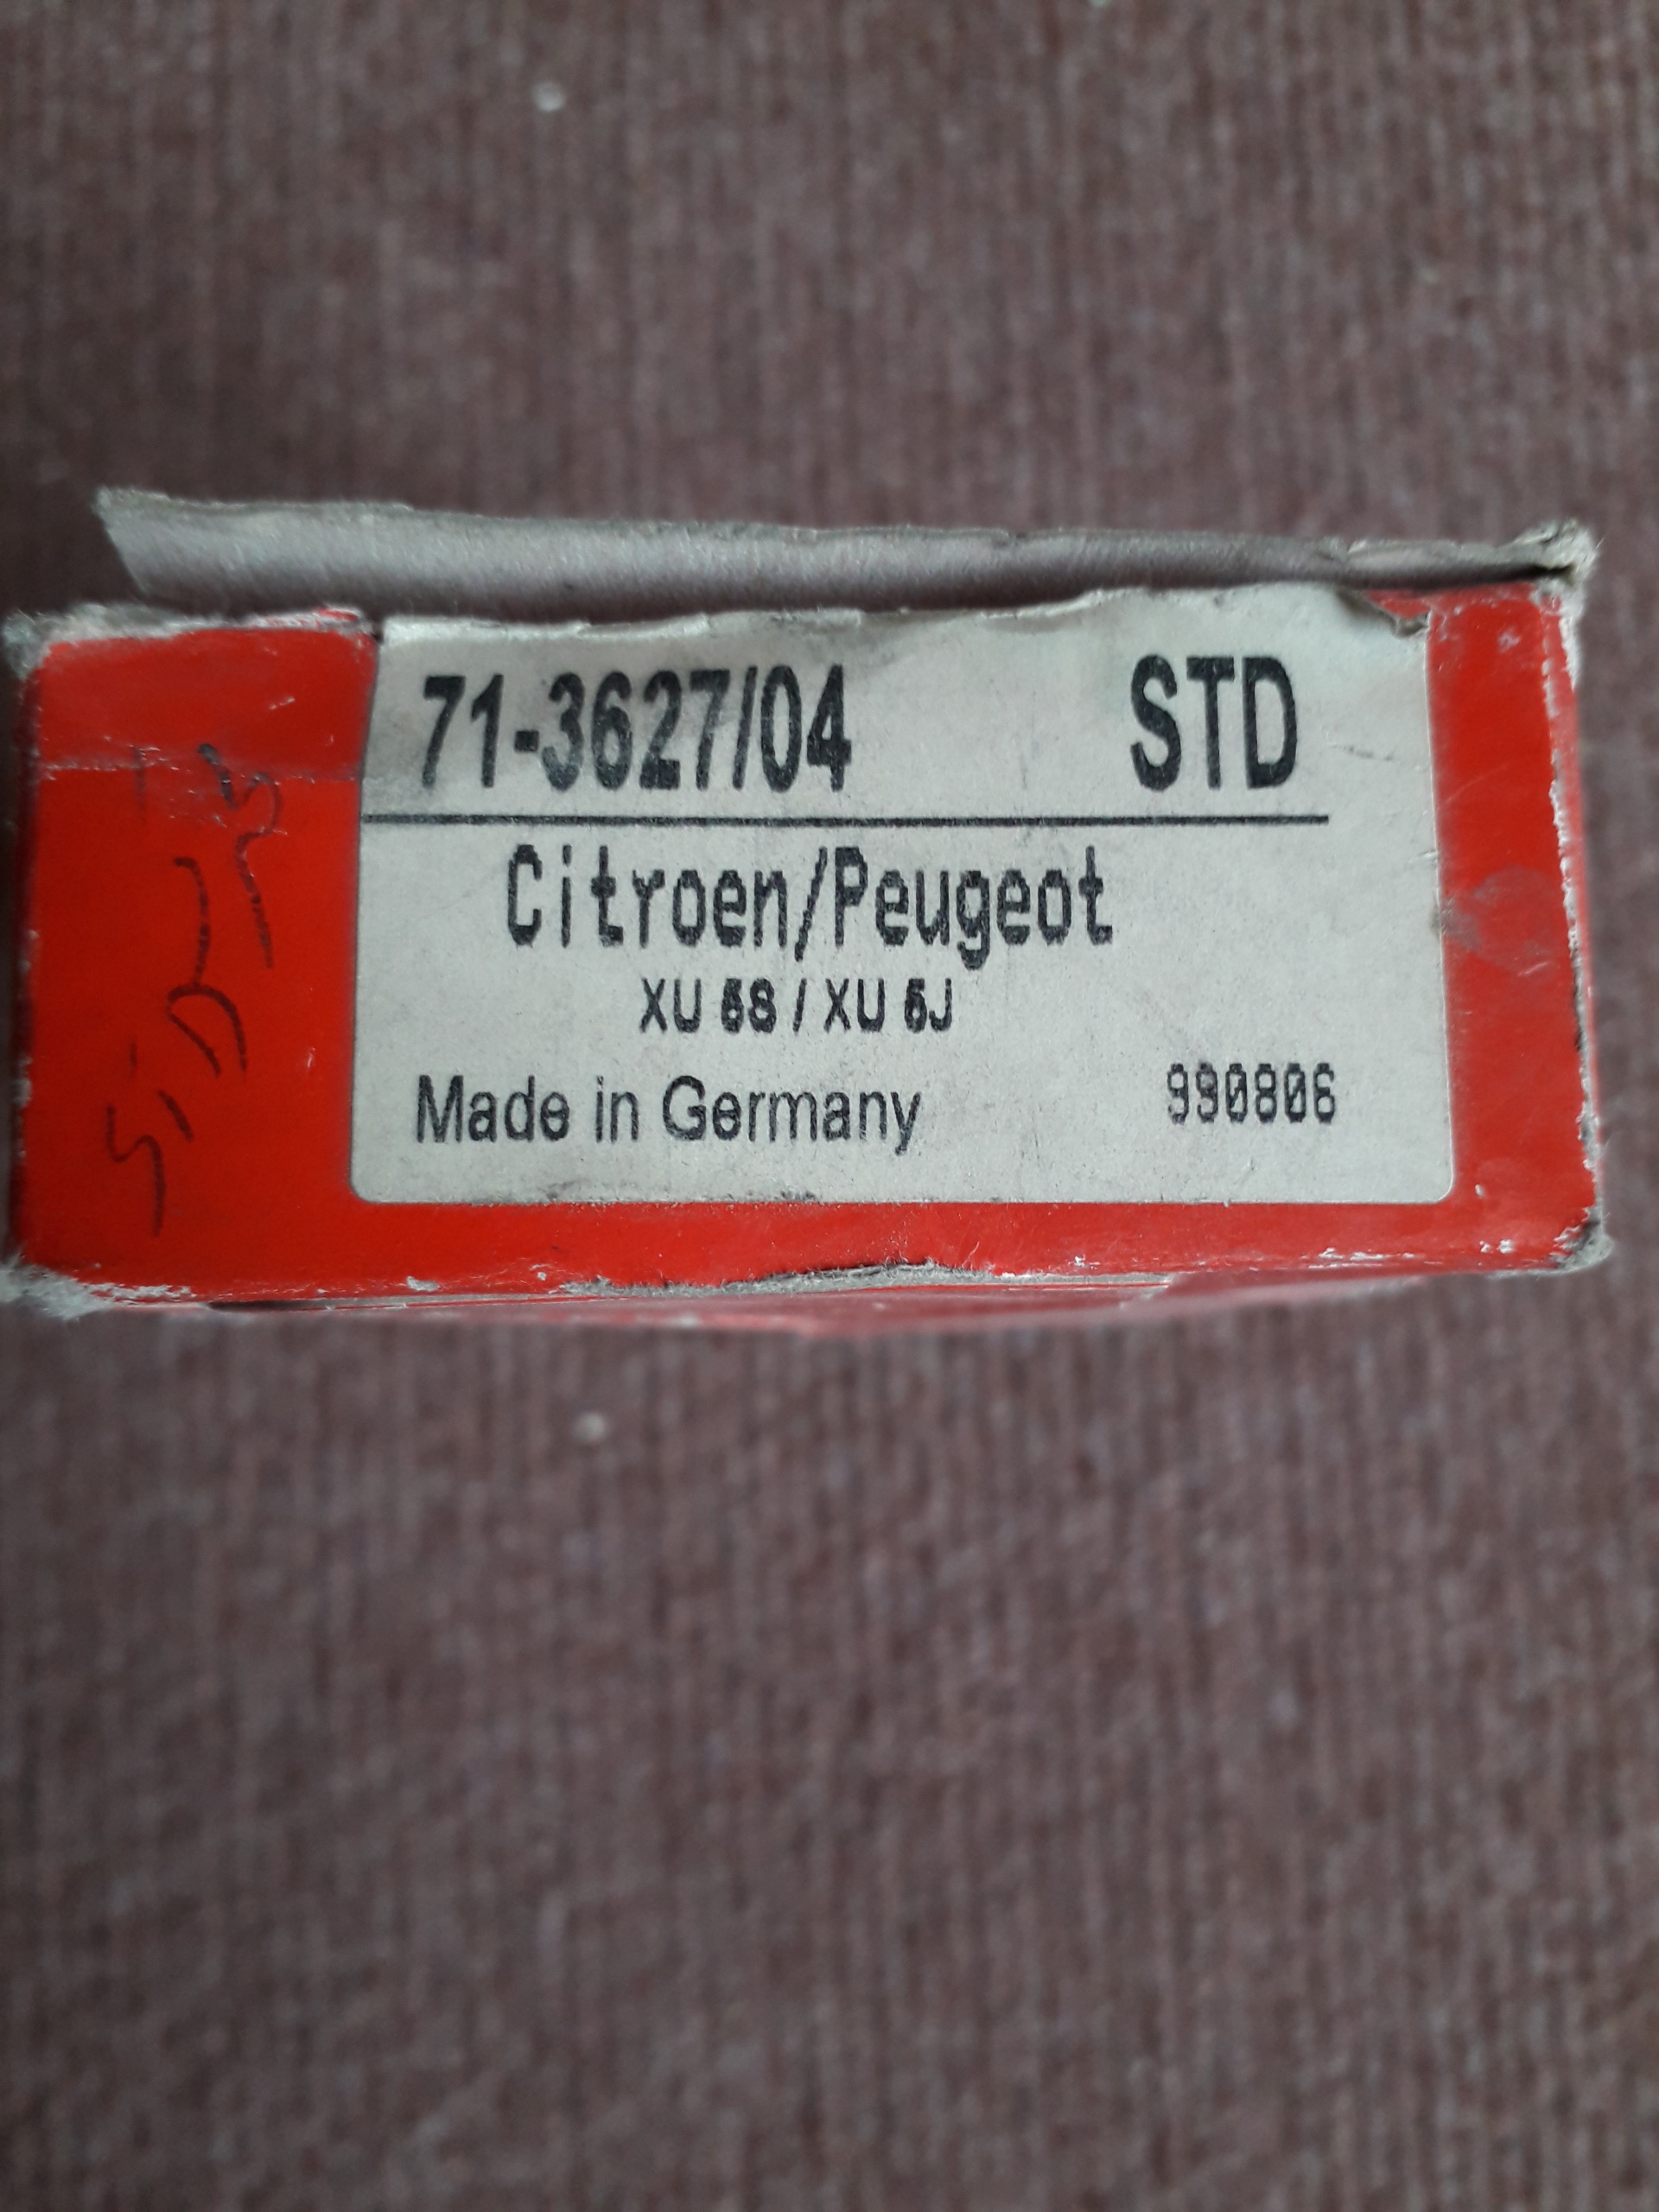 71-3627/04 STD
Citroen/Peugeot
XU 5S / XU 5J
Made in Germany 990806